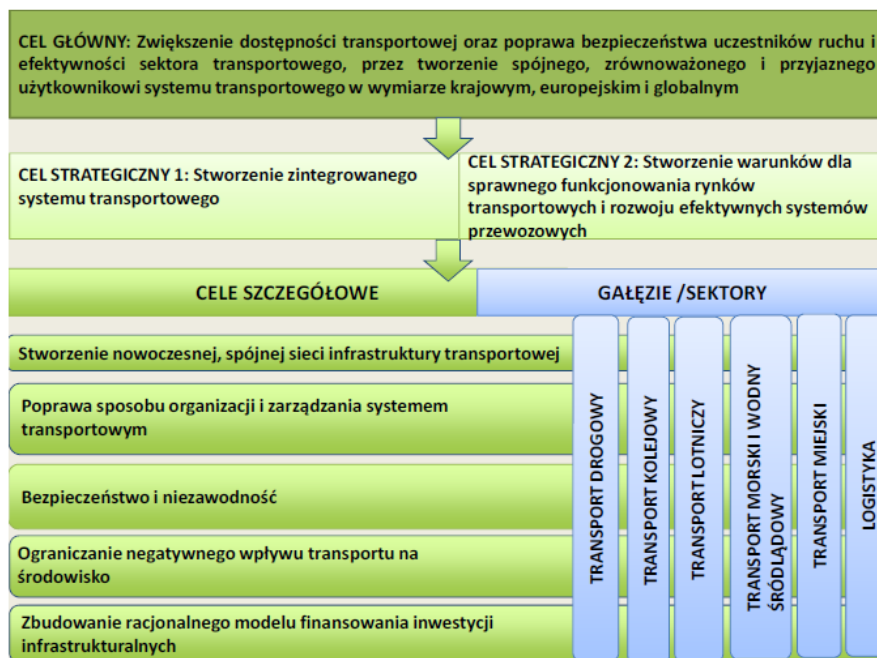 CEL GŁÓWNY: Zwiększenie dostępności transportowej oraz poprawa bezpieczeństwa uczestników ruchu i
efektywności sektora transportowego, przez tworzenie spójnego, zrównoważonego i przyjaznego
użytkownikowi systemu transportowego w wymiarze krajowym, europejskim i globalnym
CEL STRATEGICZNY 1: Stworzenie zintegrowanego
systemu transportowego
CEL STRATEGICZNY 2: Stworzenie warunków dla
sprawnego funkcjonowania rynków
transportowych i rozwoju efektywnych systemów
przewozowych
CELE SZCZEGÓŁOWE
GAŁĘZIE /SEKTORY
Stworzenie nowoczesnej, spójnej sieci infrastruktury transportowej
Poprawa sposobu organizacji i zarządzania systemem
transportowym
Bezpieczeństwo i niezawodność
Ograniczanie negatywnego wpływu transportu na
środowisko
Zbudowanie racjonalnego modelu finansowania inwestycji
infrastrukturalnych
TRANSPORT DROGOWY
TRANSPORT KOLEJOWY
TRANSPORT LOTNICZY
TRANSPORT MORSKI I WODNY
ŚRÓDLĄDOWY
TRANSPORT MIEJSKI
LOGISTYKA